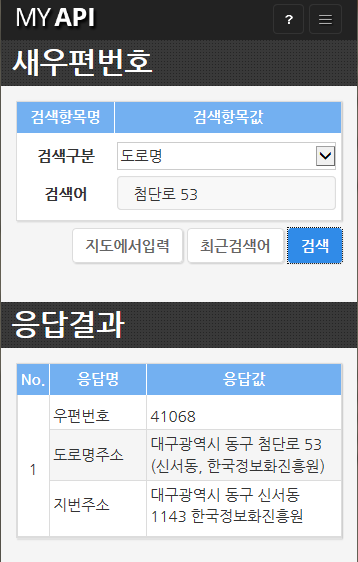 MY API
?
새우편번호
검색항목명 검색항목값
검색구분 도로명
검색어 첨단로 53
지도에서입력 최근검색어 검색
응답결과
No. 응답명 응답값
우편번호 41068
1 도로명주소 대구광역시 동구 첨단로 53
(신서동, 한국정보화진흥원)
지번주소 대구광역시 동구 신서동
1143 한국정보화진흥원